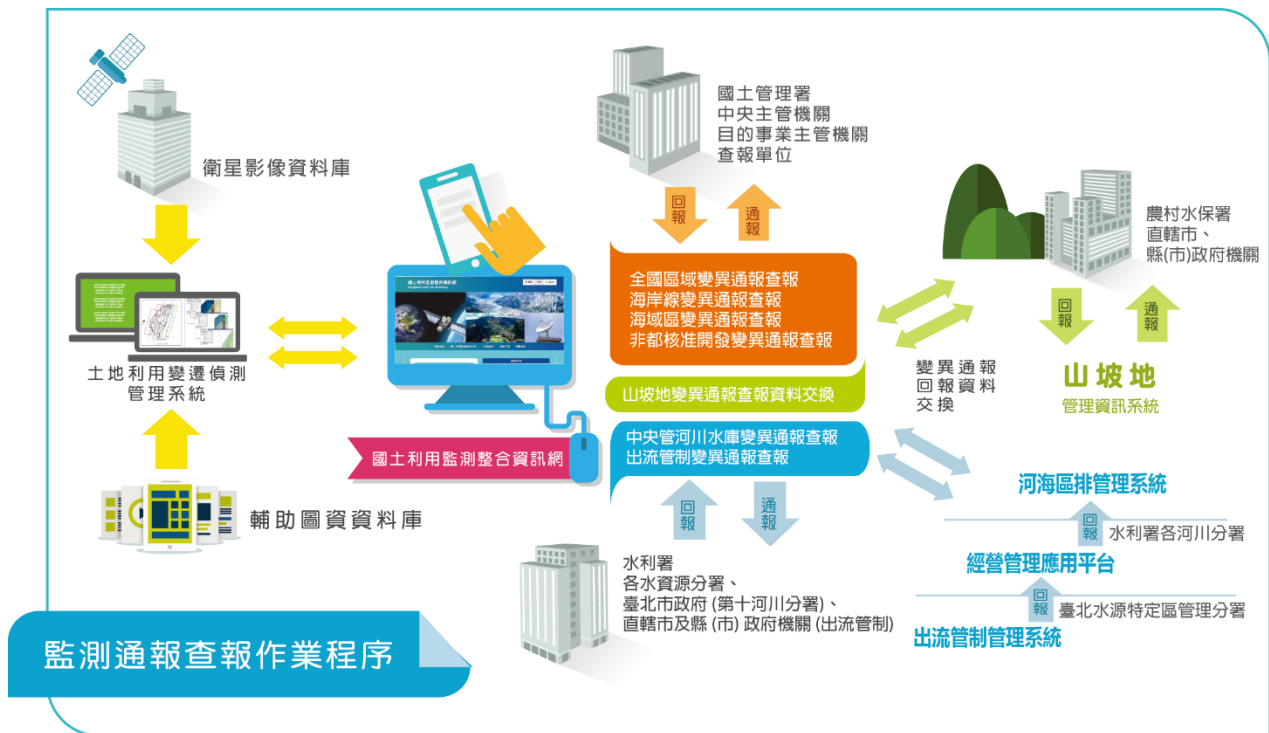 衛星影像資料庫
土地利用變遷偵測
管理系統
輔助圖資資料庫
國土利用監測整合資訊網
國土利用監測整合資訊網
國土管理署
中央主管機關
目的事業主管機關
查報單位
回報
通報
全國區域變異通報查報
海岸線變異通報查報
海域區變異通報查報
非都核准開發變異通報查報
山坡地變異通報查報資料交換
中央管河川水庫變異通報查報
出流管制變異通報查報
回報
通報
水利署
各水資源分署、
臺北市政府 (第十河川分署)、
直轄市及縣 (市) 政府機關 (出流管制)
農村水保署
直轄市、
縣(市)政府機關
回報
通報
變異通報
回報資料
交換
山坡地
管理資訊系統
河海區排管理系統
回報
水利署各河川分署
經營管理應用平台
回報
臺北水源特定區管理分署
出流管制管理系統
監測通報查報作業程序